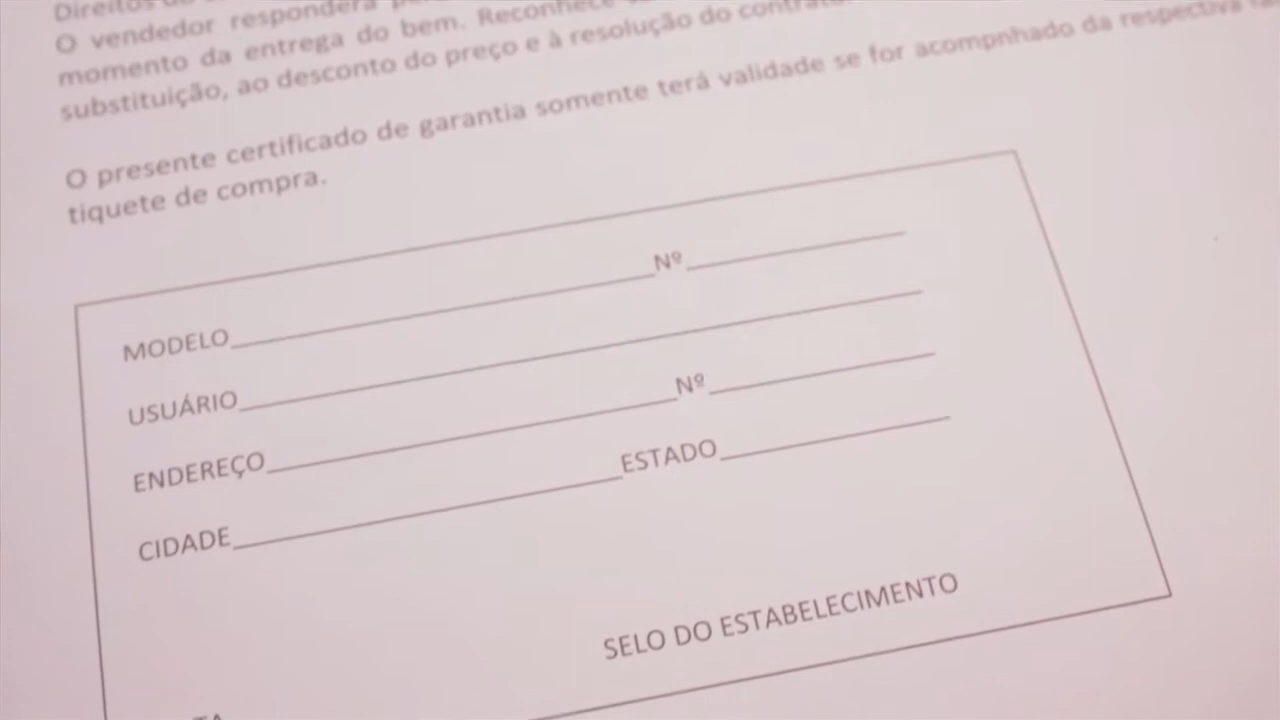 Direitos do
O vendedor responderá
momento da entrega do bem. Reconhece
substituição, ao desconto do preço e à resolução do contrato.
O presente certificado de garantia somente terá validade se for acompnhado da respectiva
tiquete de compra.
MODELO Nº
USUÁRIO
ENDEREÇO Nº
CIDADE ESTADO
SELO DO ESTABELECIMENTO